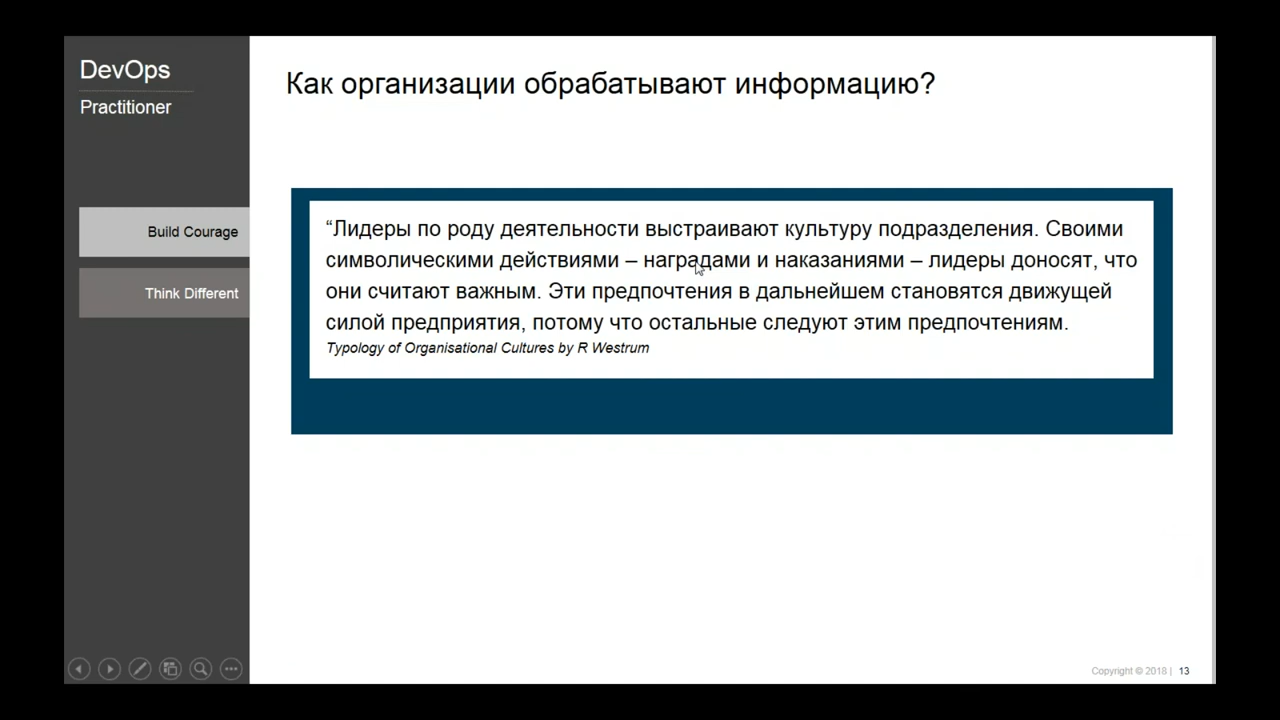 DevOps
Practitioner
Build Courage
Think Different
Как организации обрабатывают информацию?
“Лидеры по роду деятельности выстраивают культуру подразделения. Своими
символическими действиями – наградами и наказаниями – лидеры доносят, что
они считают важным. Эти предпочтения в дальнейшем становятся движущей
силой предприятия, потому что остальные следуют этим предпочтениям.
Typology of Organisational Cultures by R Westrum
Copyright © 2018 | 13